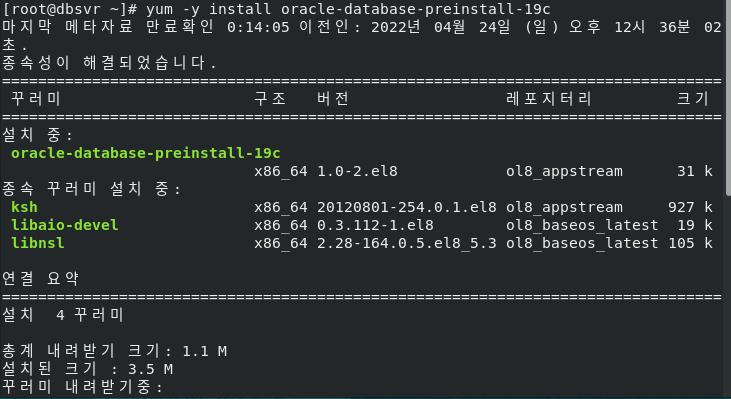 [root@dbsvr ~]# yum -y install oracle-database-preinstall-19c
마지막 메타자료 만료확인 0:14:05 이전인: 2022년 04월 24일 (일) 오후 12시 36분 02
초.
종속성이 해결되었습니다.
================================================================================
꾸러미 구조 버전 레포지터리 크기
================================================================================
설치 중:
oracle-database-preinstall-19c
x86_64 1.0-2.el8 ol8_appstream 31 k
종속 꾸러미 설치 중:
ksh x86_64 20120801-254.0.1.el8 ol8_appstream 927 k
libaio-devel x86_64 0.3.112-1.el8 ol8_baseos_latest 19 k
libnsl x86_64 2.28-164.0.5.el8_5.3 ol8_baseos_latest 105 k
연결 요약
================================================================================
설치 4 꾸러미
총계 내려받기 크기: 1.1 M
설치된 크기 : 3.5 M
꾸러미 내려받기중: